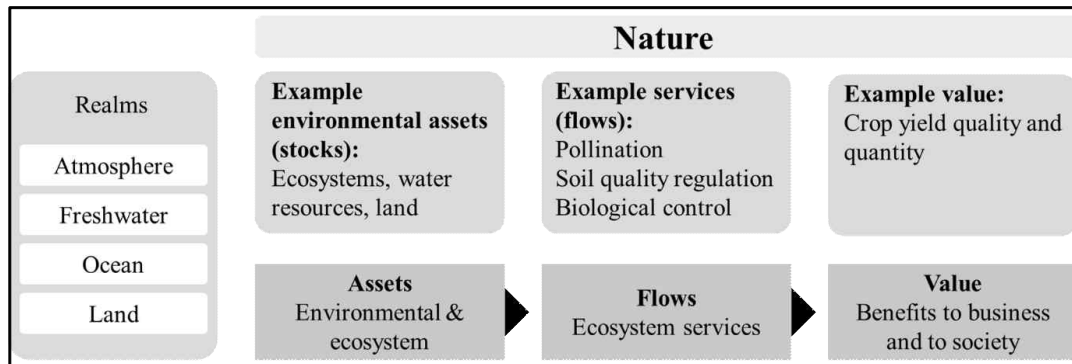 Nature
Realms
Atmosphere
Freshwater
Ocean
Land
Example
environmental assets
(stocks):
Ecosystems, water
resources, land
Example services
(flows):
Pollination
Soil quality regulation
Biological control
Example value:
Crop yield quality and
quantity
Assets
Environmental &
ecosystem
Flows
Ecosystem services
Value
Benefits to business
and to society